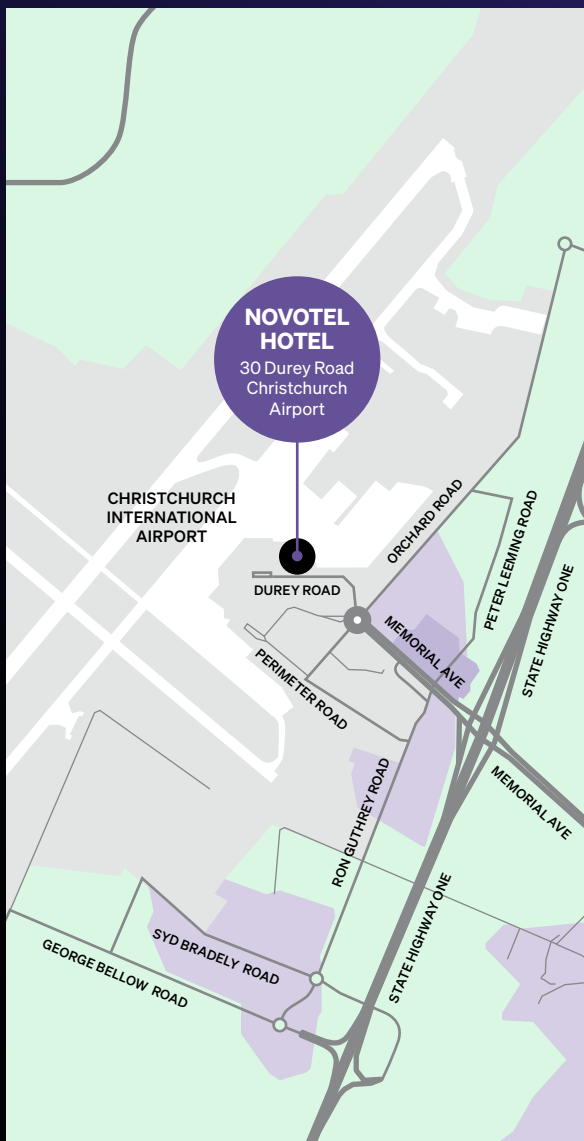 NOVOTEL
HOTEL
30 Durey Road
Christchurch
Airport
CHRISTCHURCH
INTERNATIONAL
AIRPORT
ORCHARD ROAD
PETER LEEMING ROAD
STATE HIGHWAY ONE
DUREY ROAD
MEMORIAL AVE
PERIMETER ROAD
MEMORIAL AVE
RON GUTHREY ROAD
STATE HIGHWAY ONE
SYD BRADELY ROAD
GEORGE BELLOW ROAD